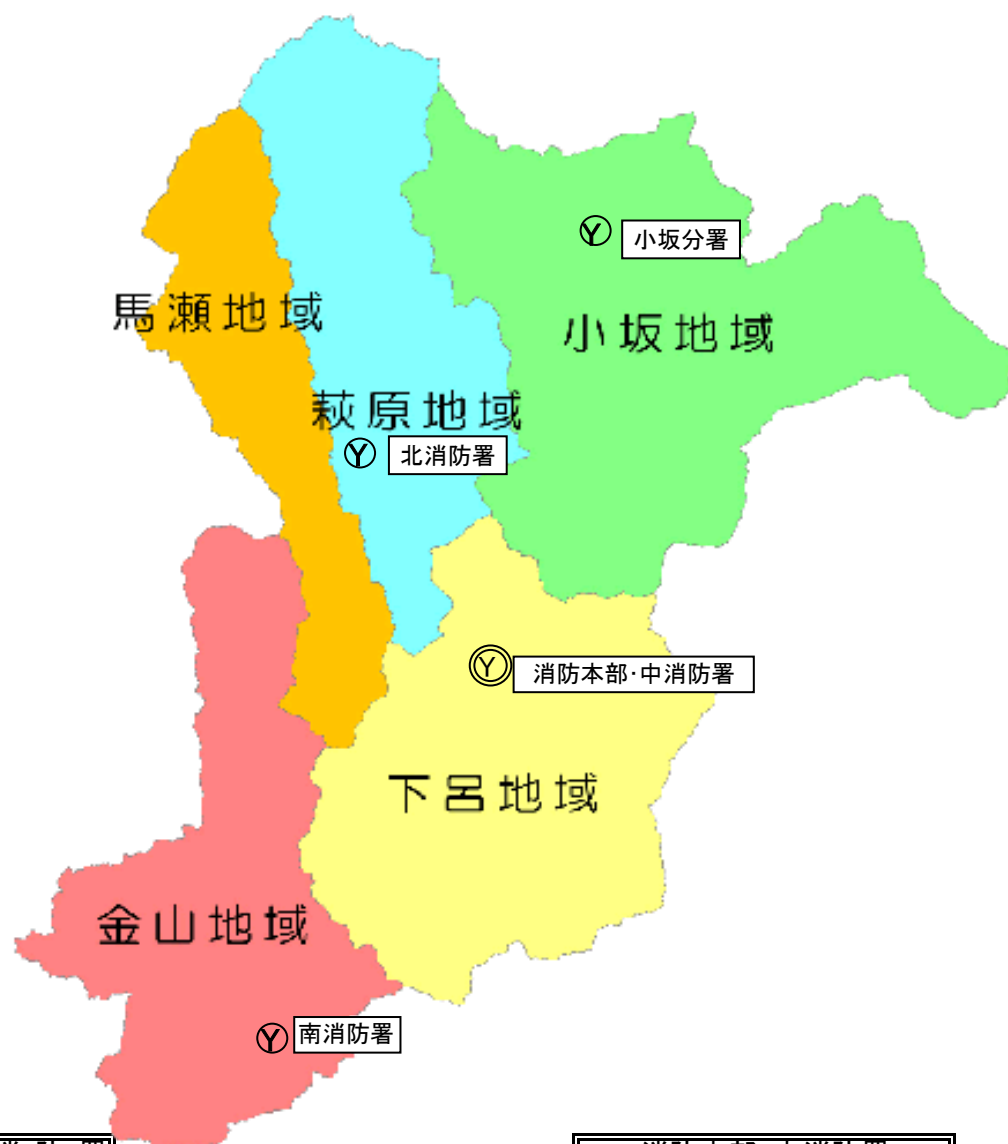 小坂分署
馬瀬地域
小坂地域
萩原地域
北消防署
消防本部・中消防署
下呂地域
金山地域
南消防署